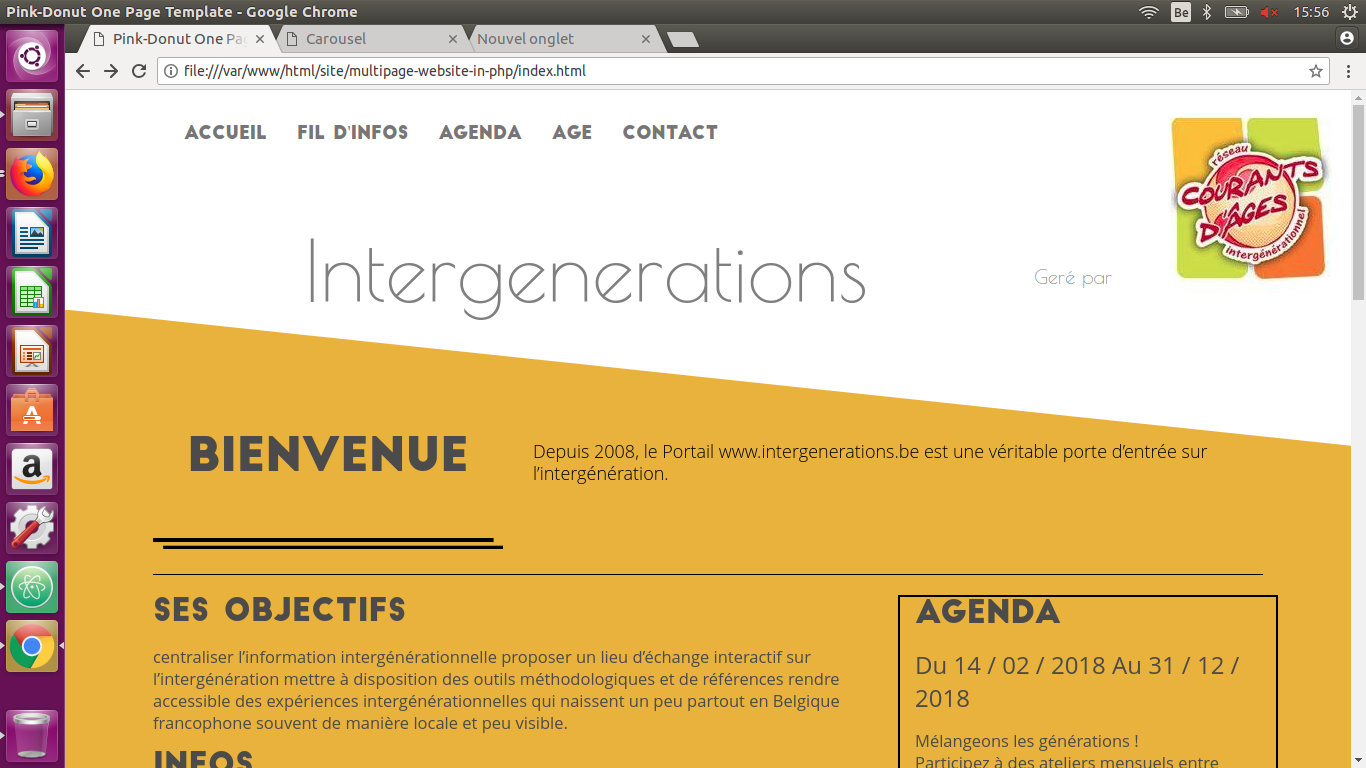 Pink-Donut One Page Template - Google Chrome
Be
15:56
Pink-Donut One Pa
Carousel
Nouvel onglet
file:///var/www/html/site/multipage-website-in-php/index.html
ACCUEIL FIL D'INFOS AGENDA AGE CONTACT
réseau
COURANTS
D'ÂGES
intergénérationnel
Intergenerations
Geré par
BIENVENUE
Depuis 2008, le Portail www.intergenerations.be est une véritable porte d’entrée sur
l’intergénération.
SES OBJECTIFS
centraliser l’information intergénérationnelle proposer un lieu d’échange interactif sur
l’intergénération mettre à disposition des outils méthodologiques et de références rendre
accessible des expériences intergénérationnelles qui naissent un peu partout en Belgique
francophone souvent de manière locale et peu visible.
INFOS
AGENDA
Du 14 / 02 / 2018 Au 31 / 12 /
2018
Mélangeons les générations !
Participez à des ateliers mensuels entre